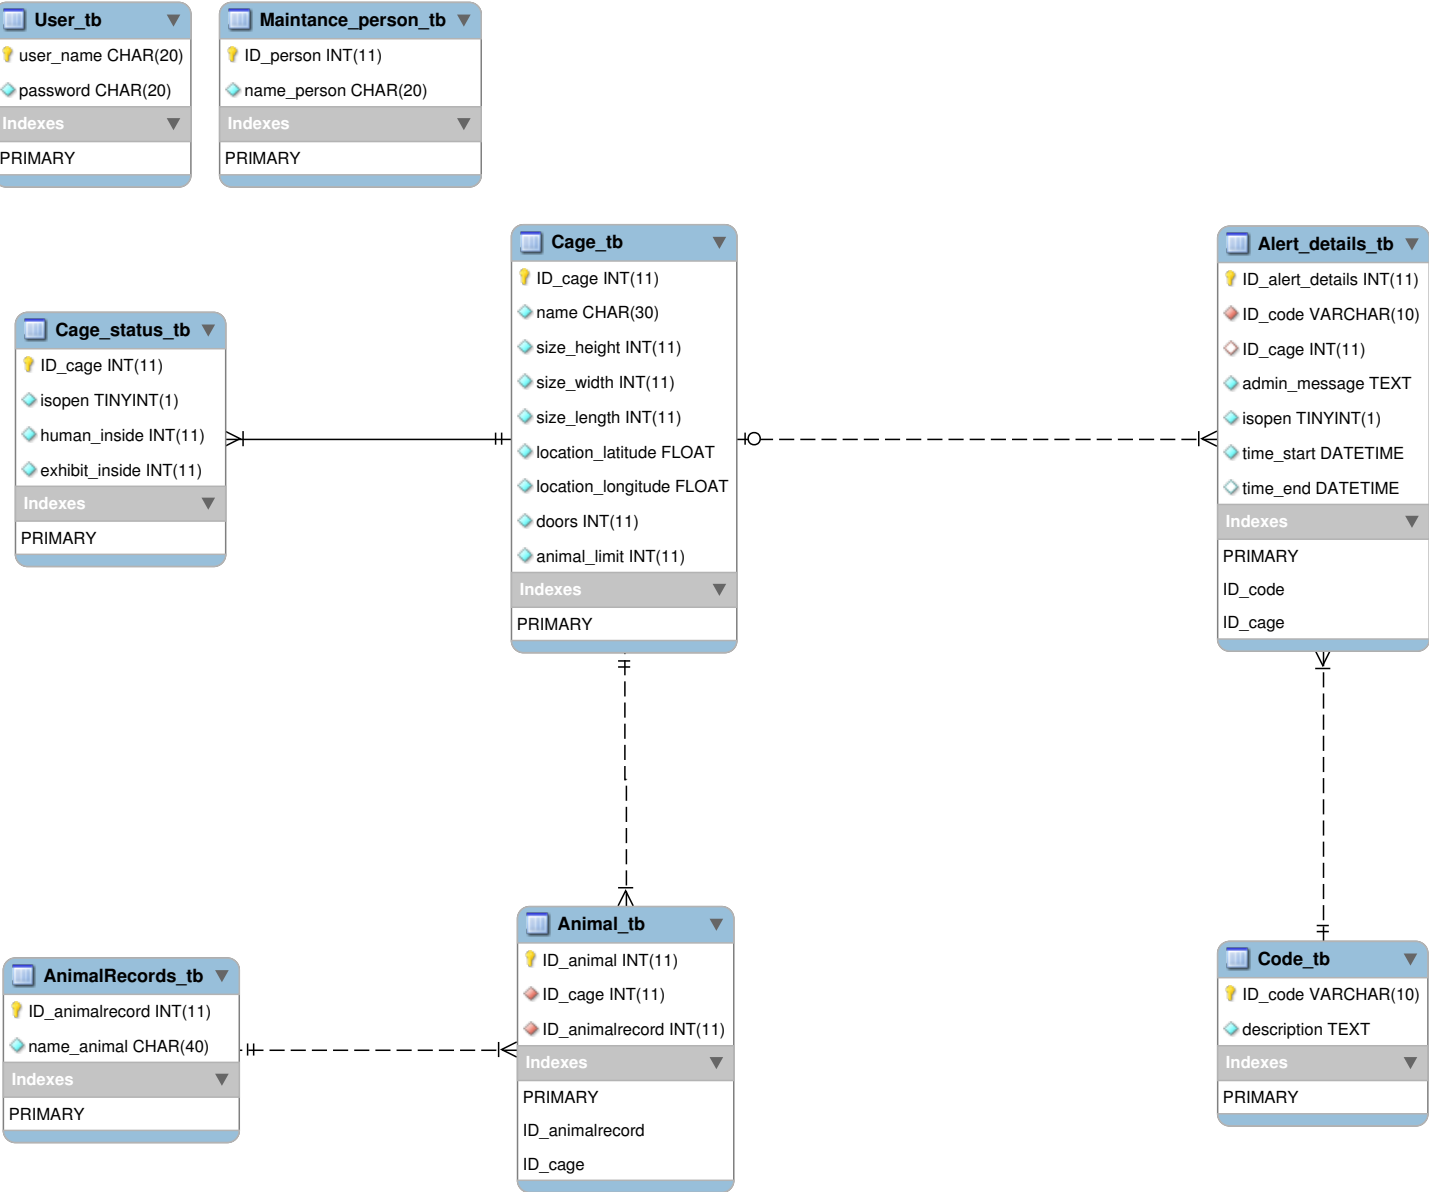 User_tb
user_name CHAR(20)
password CHAR(20)
Indexes
PRIMARY
Maintance_person_tb
ID_person INT(11)
name_person CHAR(20)
Indexes
PRIMARY
Cage_tb
ID_cage INT(11)
name CHAR(30)
size_height INT(11)
size_width INT(11)
size_length INT(11)
location_latitude FLOAT
location_longitude FLOAT
doors INT(11)
animal_limit INT(11)
Indexes
PRIMARY
Alert_details_tb
ID_alert_details INT(11)
ID_code VARCHAR(10)
ID_cage INT(11)
admin_message TEXT
isopen TINYINT(1)
time_start DATETIME
time_end DATETIME
Indexes
PRIMARY
ID_code
ID_cage
Cage_status_tb
ID_cage INT(11)
isopen TINYINT(1)
human_inside INT(11)
exhibit_inside INT(11)
Indexes
PRIMARY
AnimalRecords_tb
ID_animalrecord INT(11)
name_animal CHAR(40)
Indexes
PRIMARY
Animal_tb
ID_animal INT(11)
ID_cage INT(11)
ID_animalrecord INT(11)
Indexes
PRIMARY
ID_animalrecord
ID_cage
Code_tb
ID_code VARCHAR(10)
description TEXT
Indexes
PRIMARY